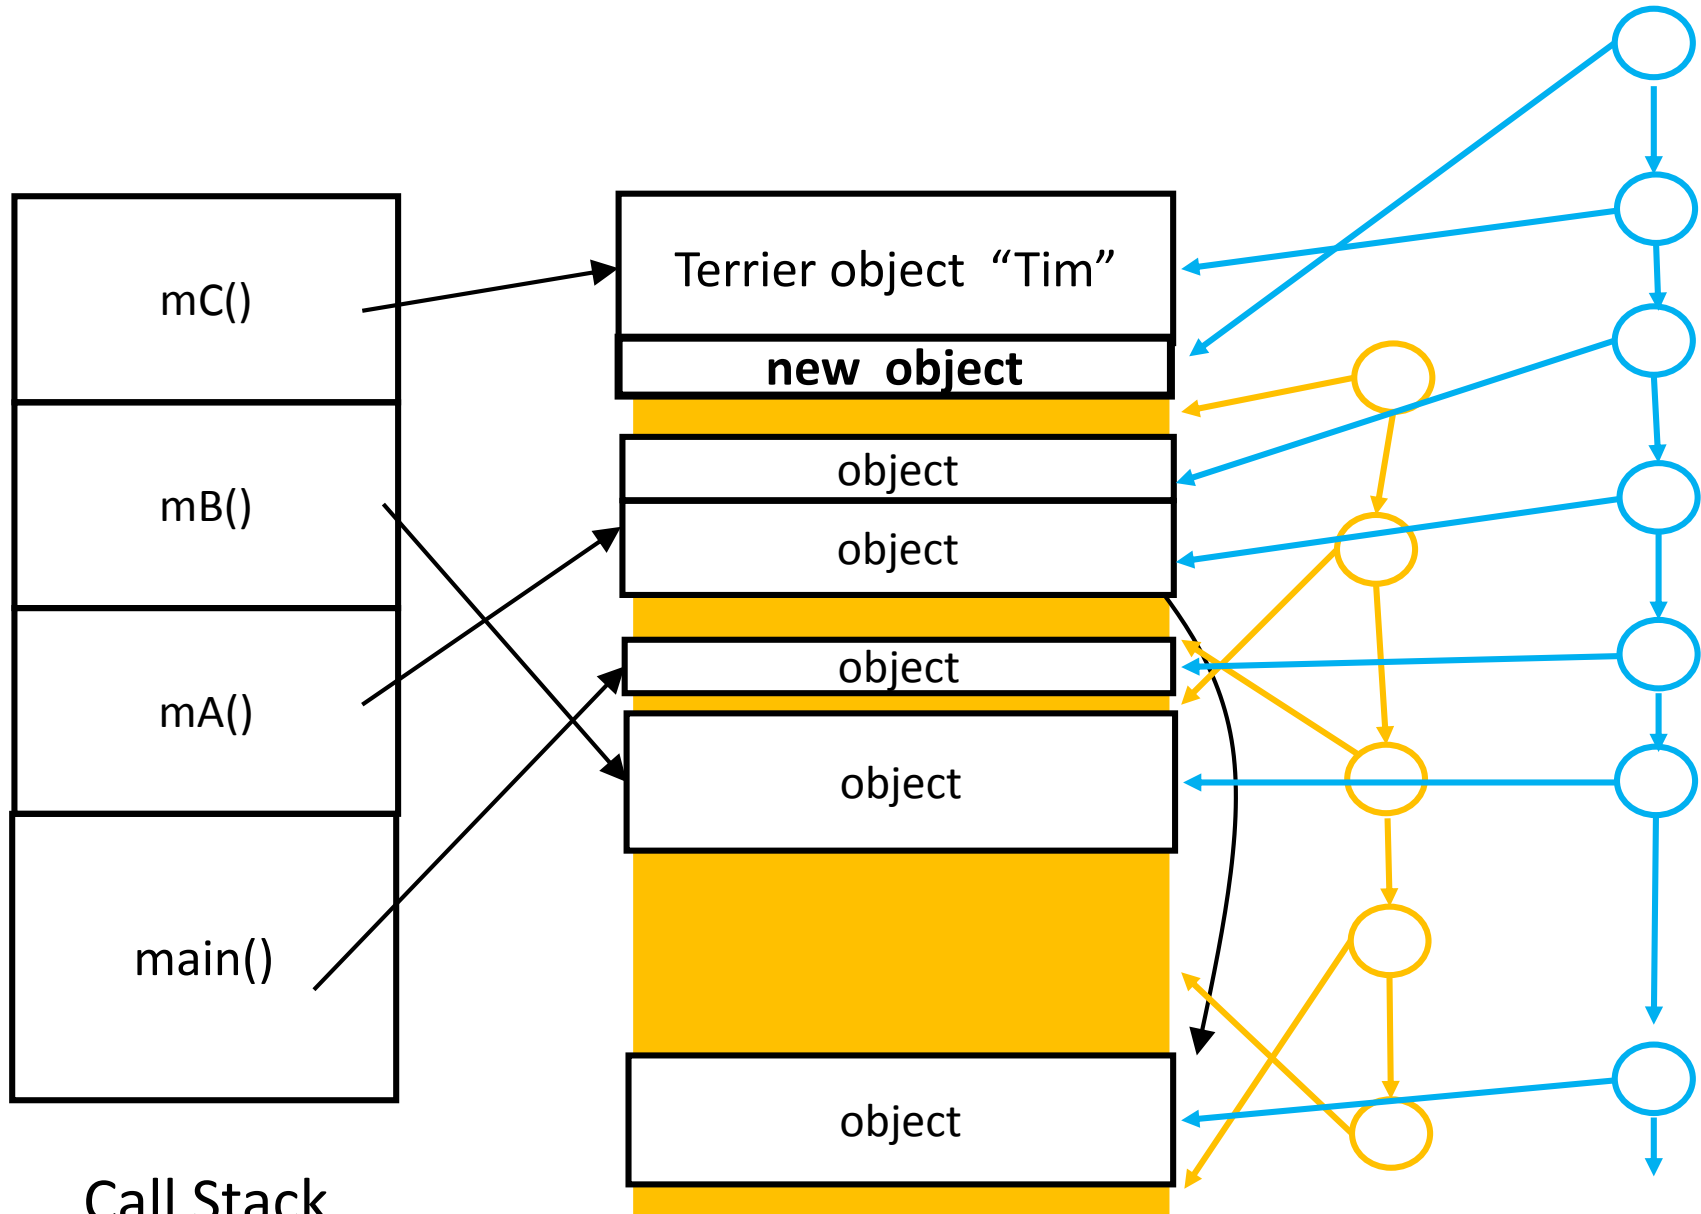 mC()
mB()
mA()
main()
Call Stack
Terrier object “Tim”
new object
object
object
object
object
object